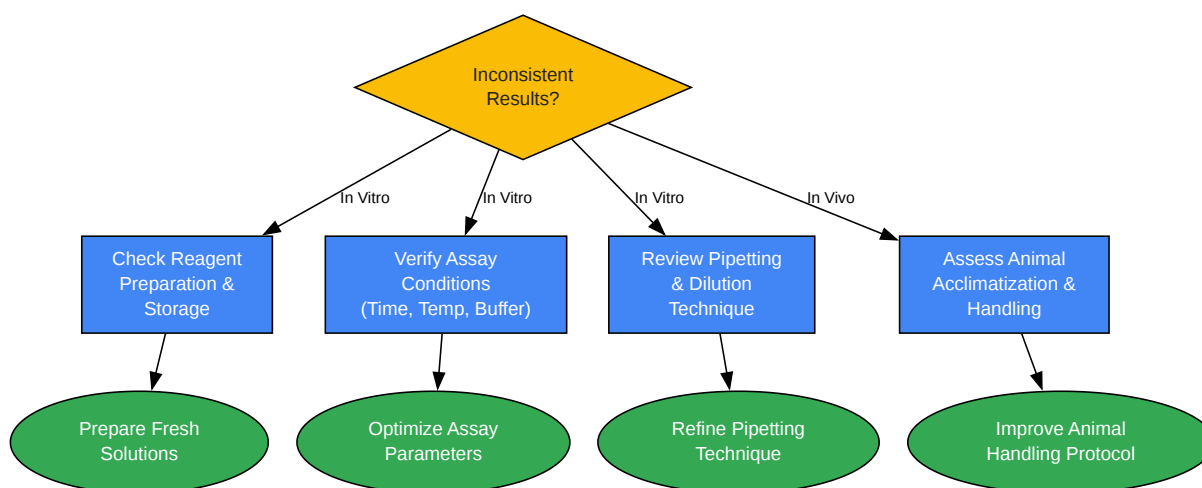 Inconsistent
Results?
In Vitro
In Vitro
In Vitro
In Vivo
Check Reagent
Preparation &
Storage
Verify Assay
Conditions
(Time, Temp, Buffer)
Review Pipetting
& Dilution
Technique
Assess Animal
Acclimatization &
Handling
Prepare Fresh
Solutions
Optimize Assay
Parameters
Refine Pipetting
Technique
Improve Animal
Handling Protocol